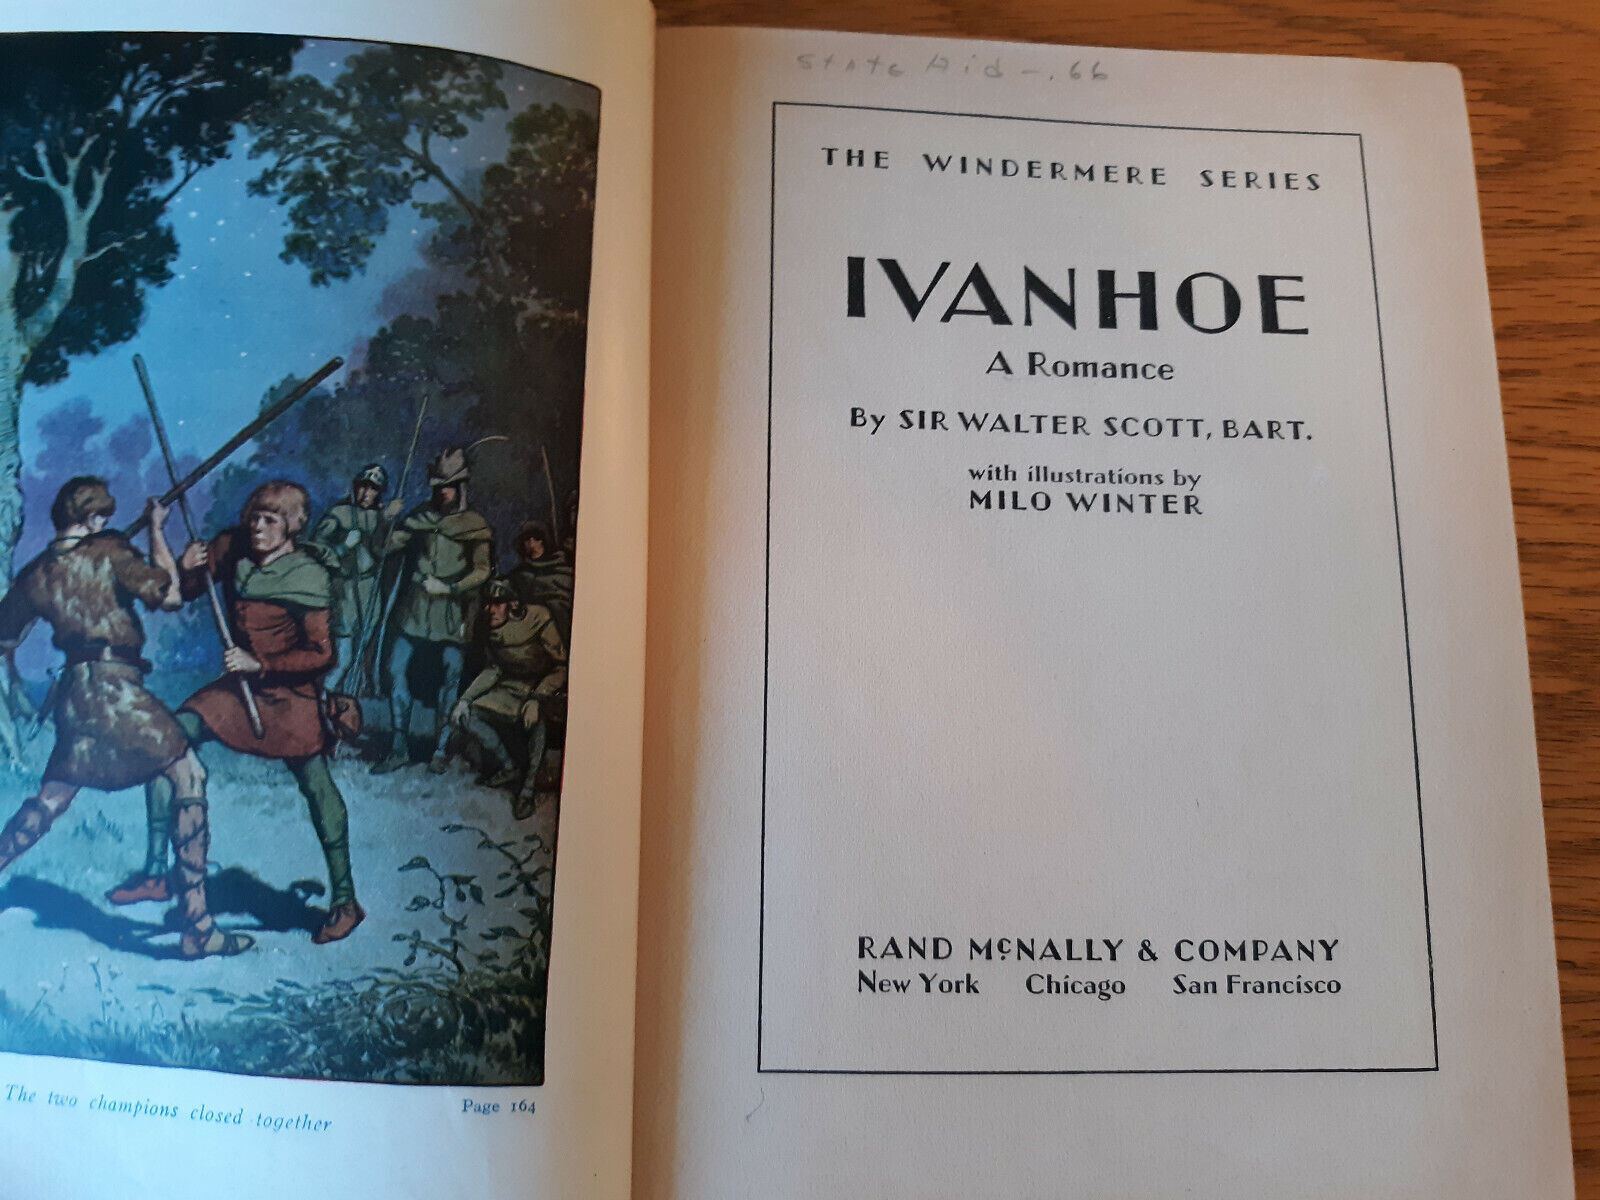 The two champions closed together
Page 164
State Aid - .66
THE WINDERMERE SERIES
IVANHOE
A Romance
By SIR WALTER SCOTT, BART.
with illustrations by
MILO WINTER
RAND McNALLY & COMPANY
New York Chicago San Francisco